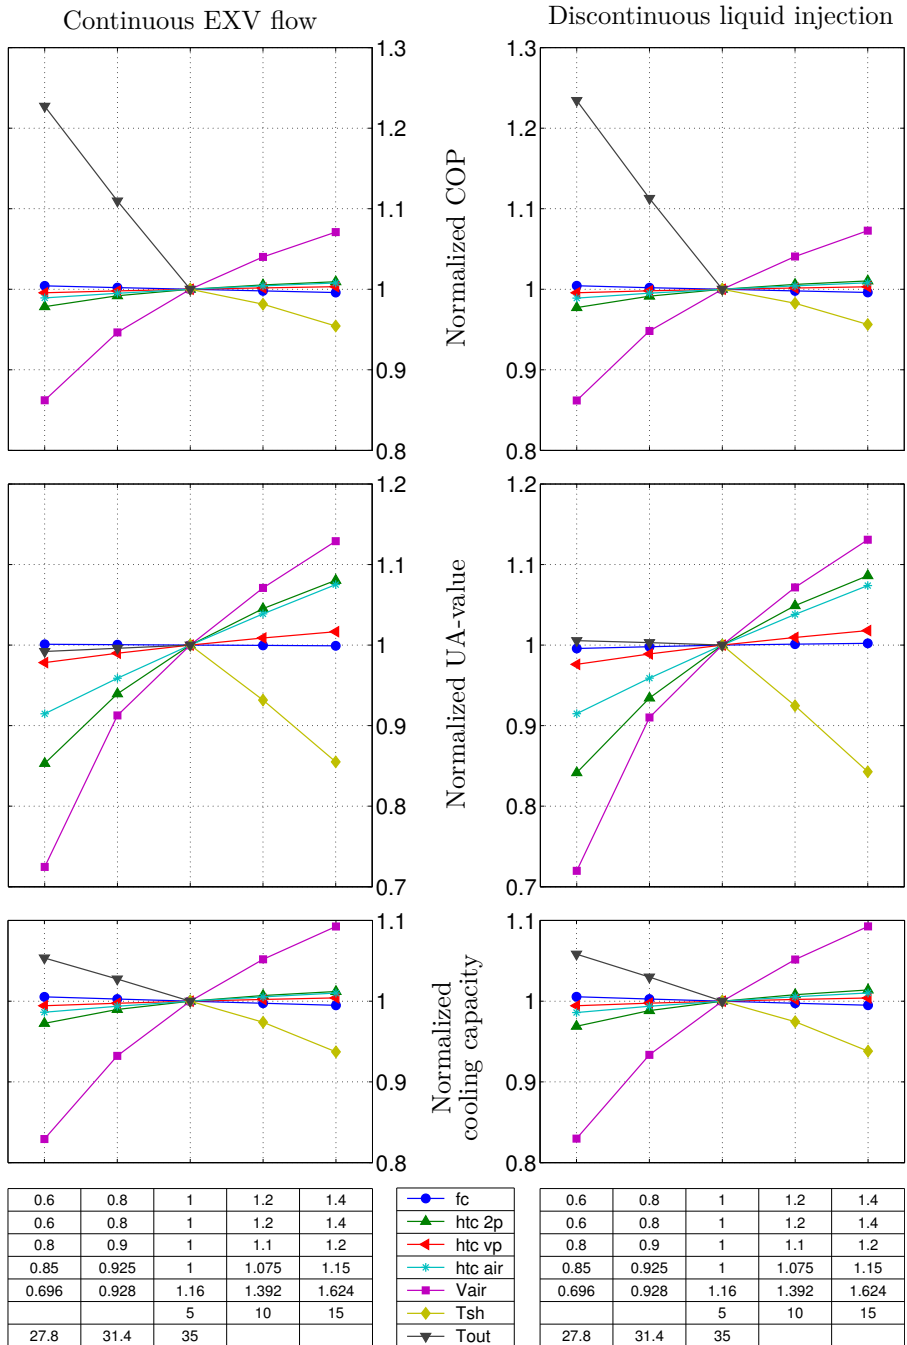 Continuous EXV flow
Discontinuous liquid injection
1.3
1.2
1.1
1
0.9
0.8
Normalized COP
1.3
1.2
1.1
1
0.9
0.8
1.2
1.1
1
0.9
0.8
0.7
Normalized UA-value
1.2
1.1
1
0.9
0.8
0.7
1.1
1
0.9
0.8
Normalized
cooling capacity
1.1
1
0.9
0.8
0.6 0.8 1 1.2 1.4 fc 0.6 0.8 1 1.2 1.4
0.6 0.8 1 1.2 1.4 htc 2p 0.6 0.8 1 1.2 1.4
0.8 0.9 1 1.1 1.2 htc vp 0.8 0.9 1 1.1 1.2
0.85 0.925 1 1.075 1.15 htc air 0.85 0.925 1 1.075 1.15
0.696 0.928 1.16 1.392 1.624 Vair 0.696 0.928 1.16 1.392 1.624
5 10 15 Tsh 5 10 15
27.8 31.4 35 Tout 27.8 31.4 35